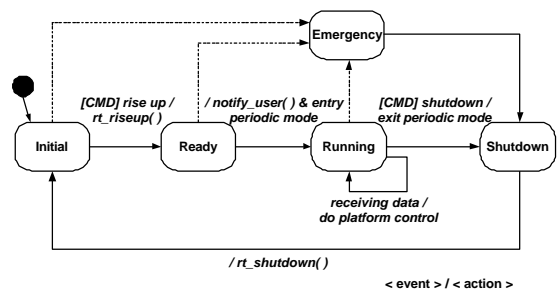 Emergency
[CMD] rise up /
rt_riseup( )
/ notify_user( ) & entry
periodic mode
[CMD] shutdown /
exit periodic mode
Initial
Ready
Running
Shutdown
receiving data /
do platform control
/ rt_shutdown( )
< event > / < action >